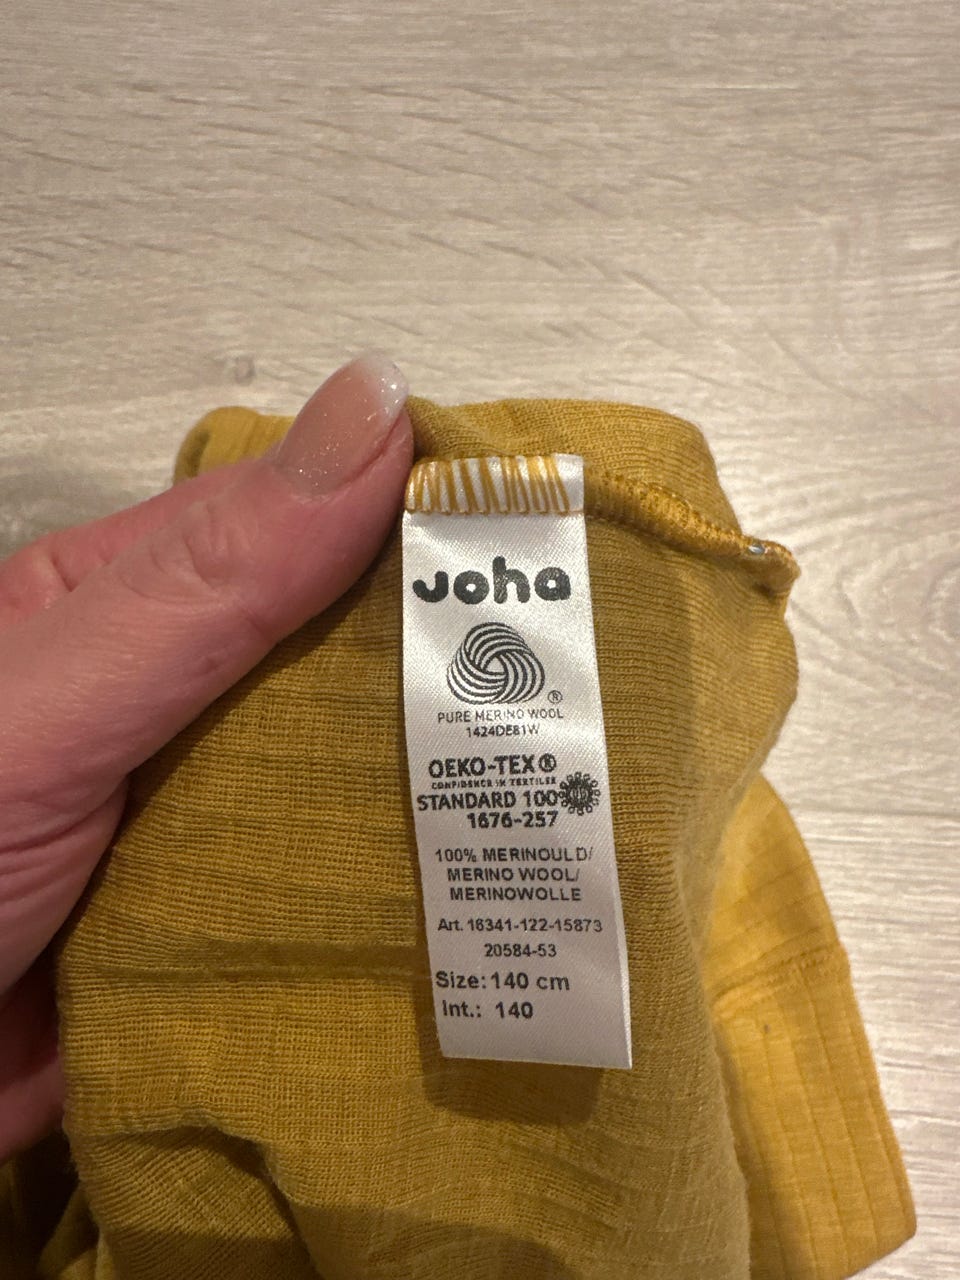 Joha
®
PURE MERINO WOOL
1424DE81W
OEKO-TEX®
CONFIDENCE IN TEXTILES
STANDARD 100
1676-257
100% MERINOULD/
MERINO WOOL/
MERINOWOLLE
Art. 16341-122-15873
20584-53
Size: 140 cm
Int.: 140